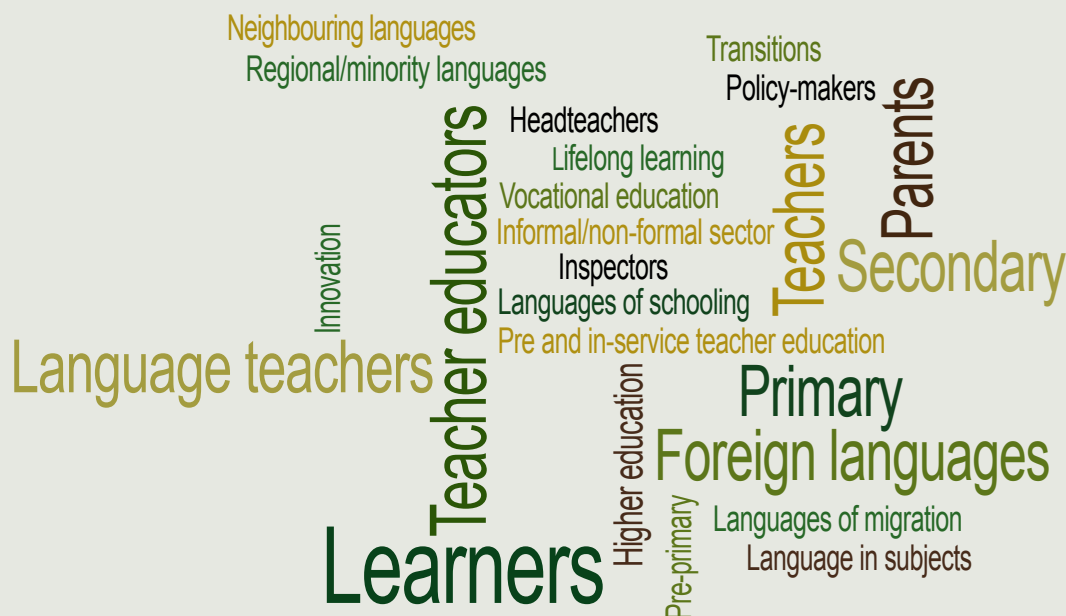 Neighbouring languages
Regional/minority languages
Transitions
Policy-makers
Parents
Headteachers
Teacher educators
Lifelong learning
Teachers
Vocational education
Informal/non-formal sector
Innovation
Secondary
Inspectors
Languages of schooling
Pre and in-service teacher education
Language teachers
Primary
Higher education
Foreign languages
Pre-primary
Languages of migration
Learners
Language in subjects